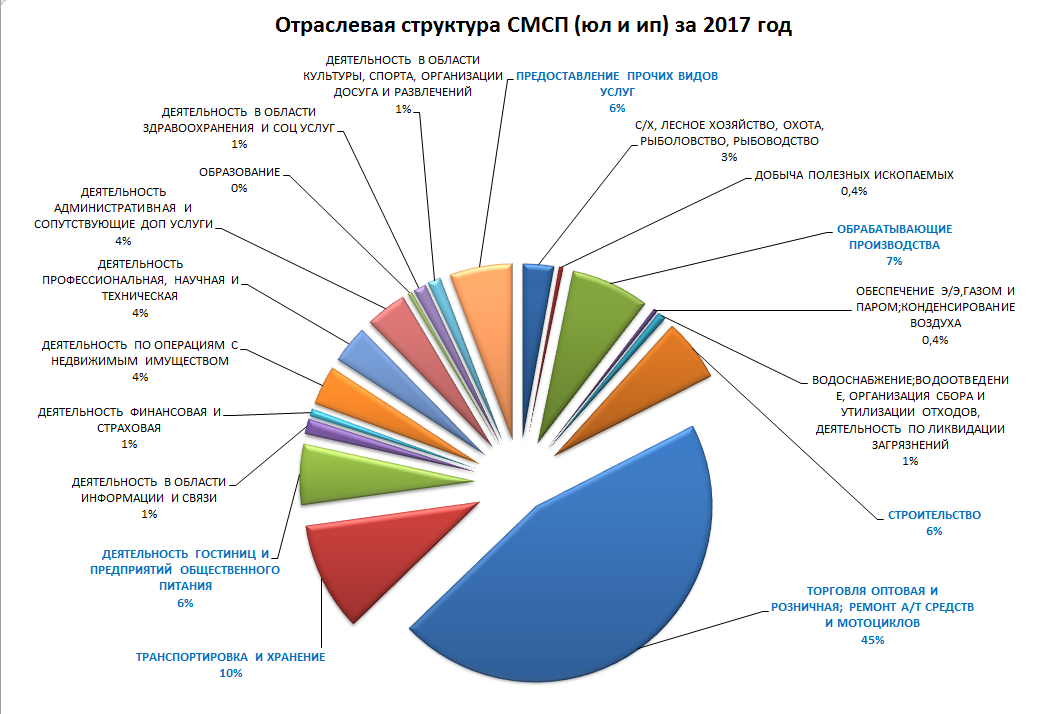 Отраслевая структура СМСП (юл и ип) за 2017 год
ПРЕДОСТАВЛЕНИЕ ПРОЧИХ ВИДОВ
УСЛУГ
6%
С/Х, ЛЕСНОЕ ХОЗЯЙСТВО, ОХОТА,
РЫБОЛОВСТВО, РЫБОВОДСТВО
3%
ДОБЫЧА ПОЛЕЗНЫХ ИСКОПАЕМЫХ
0,4%
ОБРАБАТЫВАЮЩИЕ
ПРОИЗВОДСТВА
7%
ОБЕСПЕЧЕНИЕ Э/Э,ГАЗОМ И
ПАРОМ;КОНДЕНСИРОВАНИЕ
ВОЗДУХА
0,4%
ВОДОСНАБЖЕНИЕ;ВОДООТВЕДЕНИ
Е, ОРГАНИЗАЦИЯ СБОРА И
УТИЛИЗАЦИИ ОТХОДОВ,
ДЕЯТЕЛЬНОСТЬ ПО ЛИКВИДАЦИИ
ЗАГРЯЗНЕНИЙ
1%
СТРОИТЕЛЬСТВО
6%
ТОРГОВЛЯ ОПТОВАЯ И
РОЗНИЧНАЯ; РЕМОНТ А/Т СРЕДСТВ
И МОТОЦИКЛОВ
45%
ТРАНСПОРТИРОВКА И ХРАНЕНИЕ
10%
ДЕЯТЕЛЬНОСТЬ ГОСТИНИЦ И
ПРЕДПРИЯТИЙ ОБЩЕСТВЕННОГО
ПИТАНИЯ
6%
ДЕЯТЕЛЬНОСТЬ В ОБЛАСТИ
ИНФОРМАЦИИ И СВЯЗИ
1%
ДЕЯТЕЛЬНОСТЬ ФИНАНСОВАЯ И
СТРАХОВАЯ
1%
ДЕЯТЕЛЬНОСТЬ ПО ОПЕРАЦИЯМ С
НЕДВИЖИМЫМ ИМУЩЕСТВОМ
4%
ДЕЯТЕЛЬНОСТЬ
ПРОФЕССИОНАЛЬНАЯ, НАУЧНАЯ И
ТЕХНИЧЕСКАЯ
4%
ДЕЯТЕЛЬНОСТЬ
АДМИНИСТРАТИВНАЯ И
СОПУТСТВУЮЩИЕ ДОП УСЛУГИ
4%
ОБРАЗОВАНИЕ
0%
ДЕЯТЕЛЬНОСТЬ В ОБЛАСТИ
ЗДРАВООХРАНЕНИЯ И СОЦ УСЛУГ
1%
ДЕЯТЕЛЬНОСТЬ В ОБЛАСТИ
КУЛЬТУРЫ, СПОРТА, ОРГАНИЗАЦИИ
ДОСУГА И РАЗВЛЕЧЕНИЙ
1%